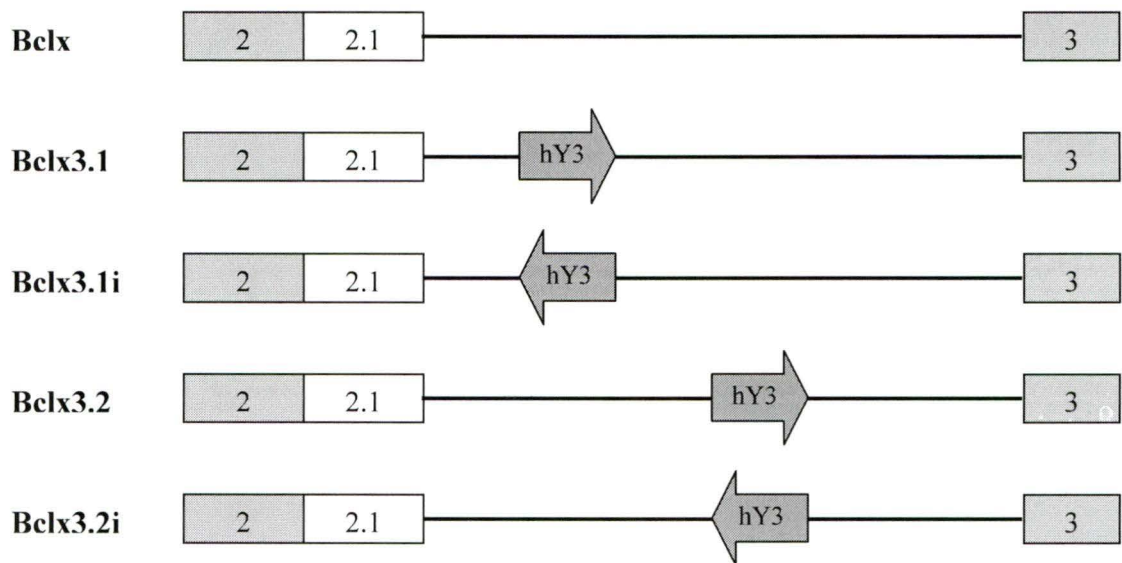 Bclx 2 2.1 3
Bclx3.1 2 2.1 hY3 3
Bclx3.1i 2 2.1 hY3 3
Bclx3.2 2 2.1 hY3 3
Bclx3.2i 2 2.1 hY3 3